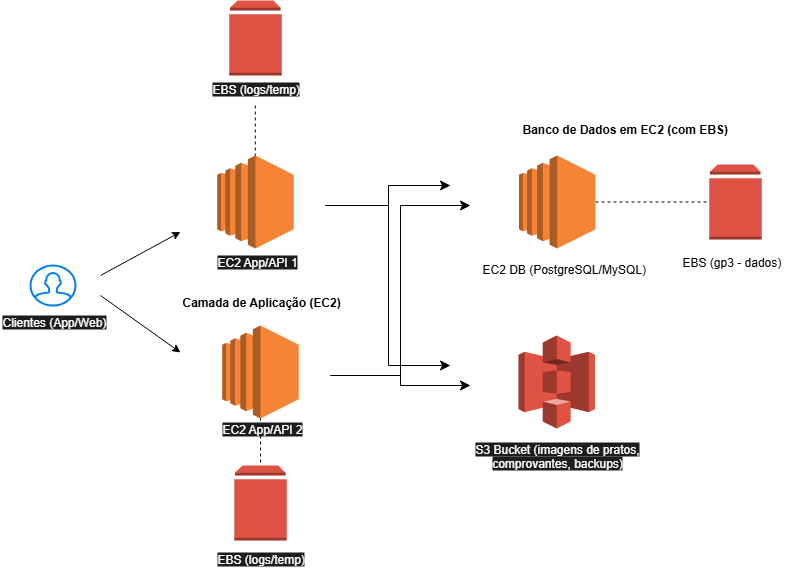 EBS (logs/temp)
Banco de Dados em EC2 (com EBS)
EC2 App/API 1
EC2 DB (PostgreSQL/MySQL)
EBS (gp3 - dados)
Camada de Aplicação (EC2)
Clientes (App/Web)
EC2 App/API 2
S3 Bucket (imagens de pratos,
comprovantes, backups)
EBS (logs/temp)